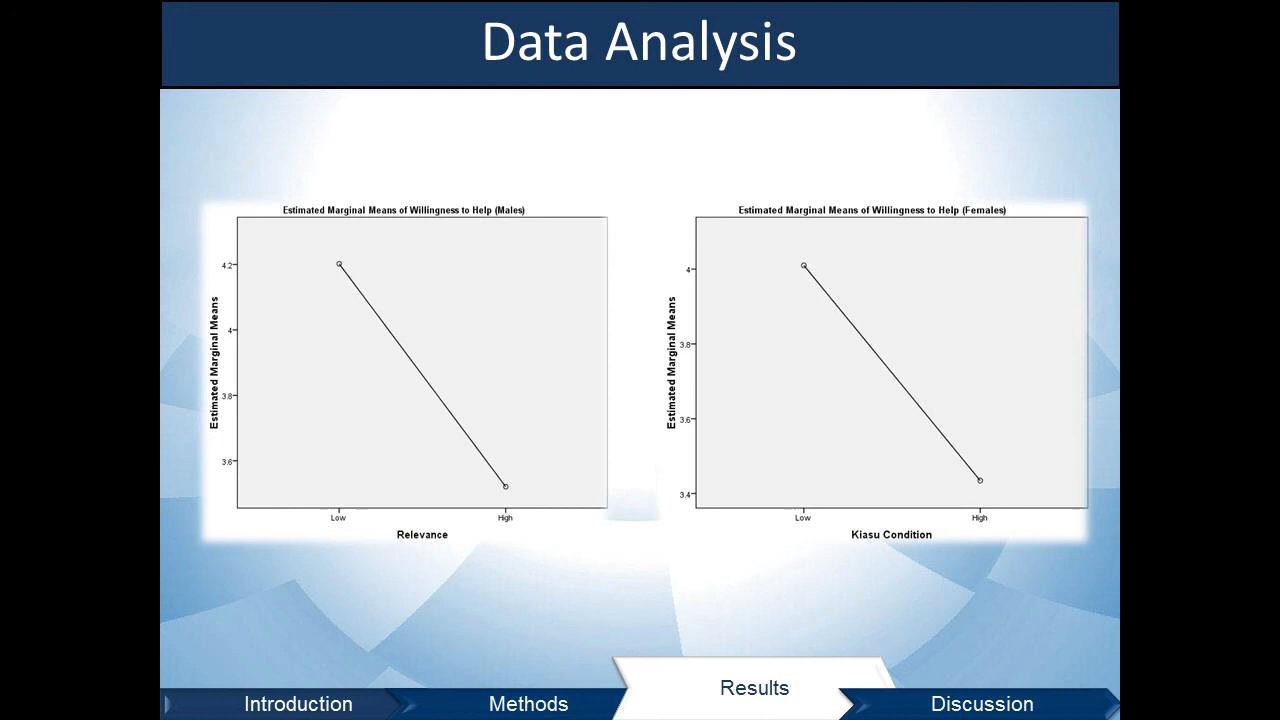 Data Analysis
Estimated Marginal Means of Willingness to Help (Males)
Estimated Marginal Means
4.2
4
3.8
3.6
Low
High
Relevance
Estimated Marginal Means of Willingness to Help (Females)
Estimated Marginal Means
4
3.8
3.6
3.4
Low
High
Kiasu Condition
Introduction
Methods
Results
Discussion